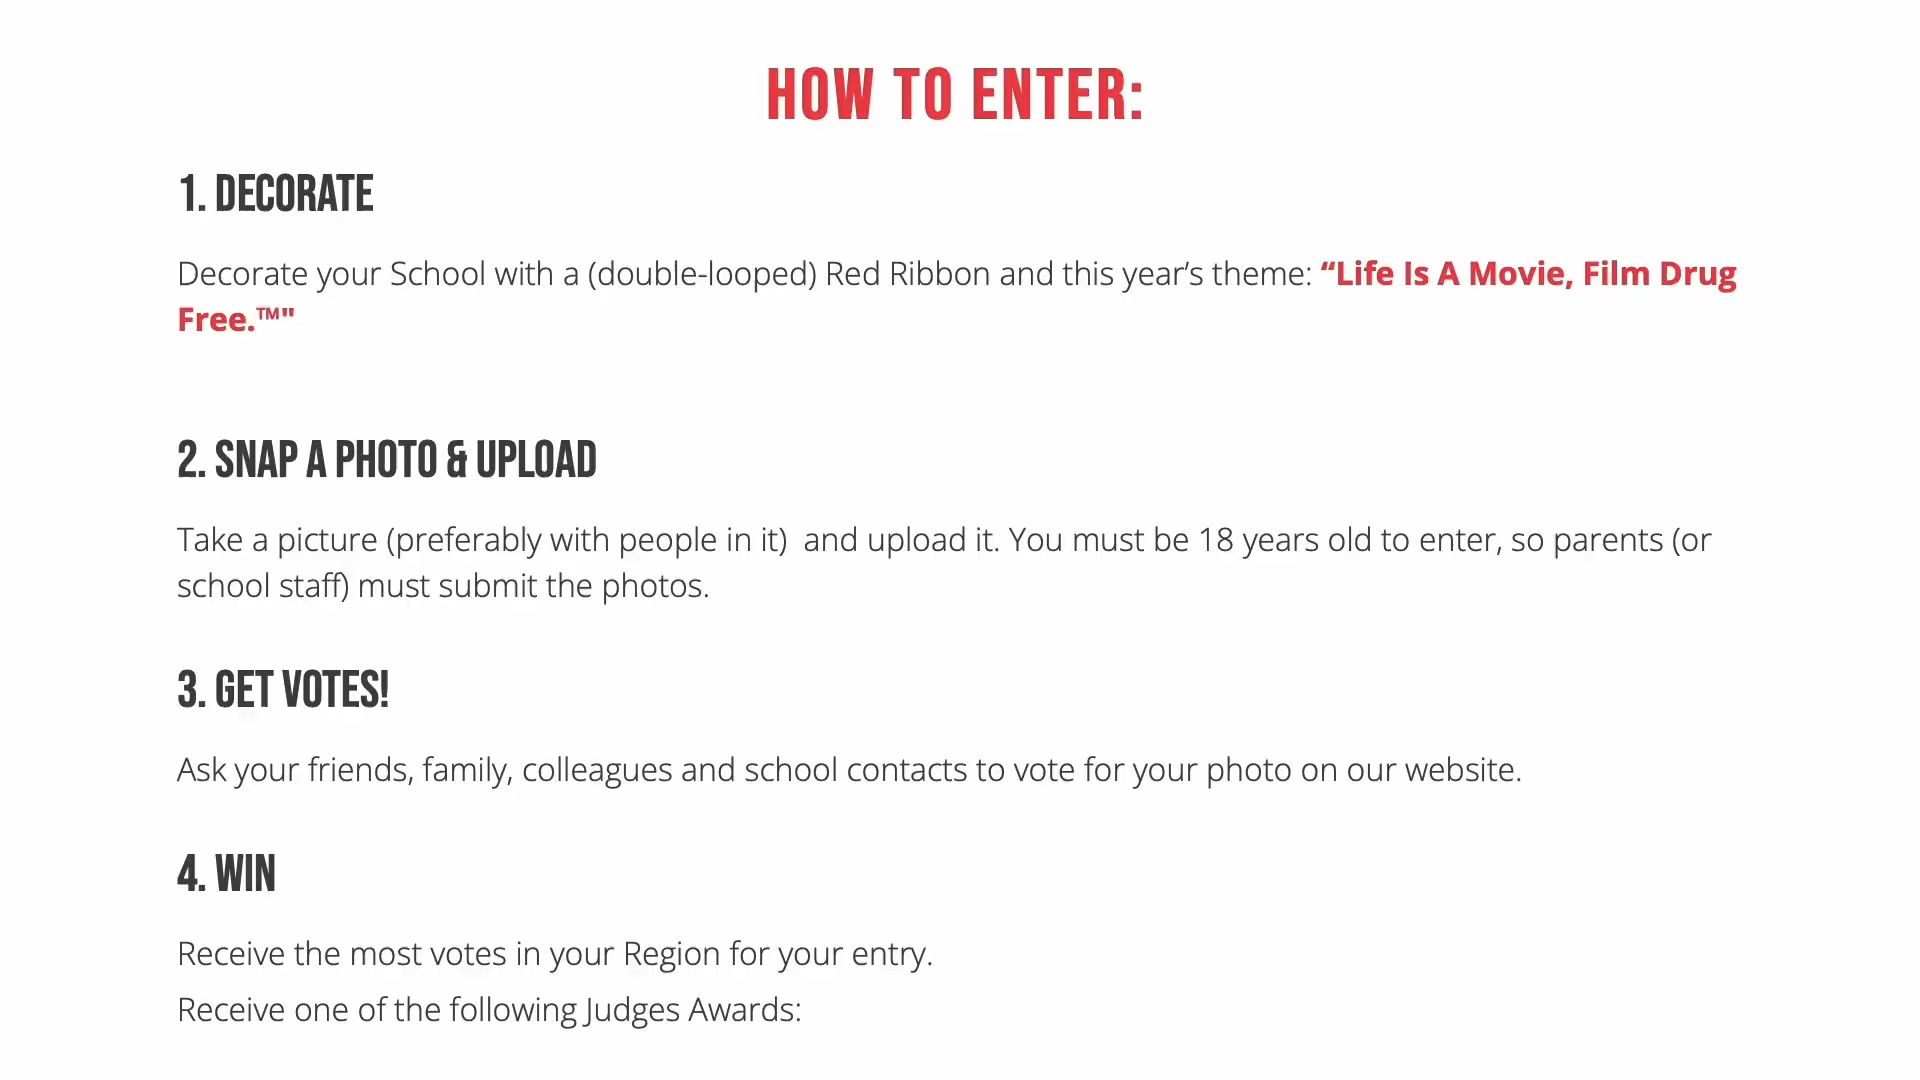 HOW TO ENTER:
1. DECORATE
Decorate your School with a (double-looped) Red Ribbon and this year’s theme: “Life Is A Movie, Film Drug
Free.™"
2. SNAP A PHOTO & UPLOAD
Take a picture (preferably with people in it)  and upload it. You must be 18 years old to enter, so parents (or
school staff) must submit the photos.
3. GET VOTES!
Ask your friends, family, colleagues and school contacts to vote for your photo on our website.
4. WIN
Receive the most votes in your Region for your entry.
Receive one of the following Judges Awards: